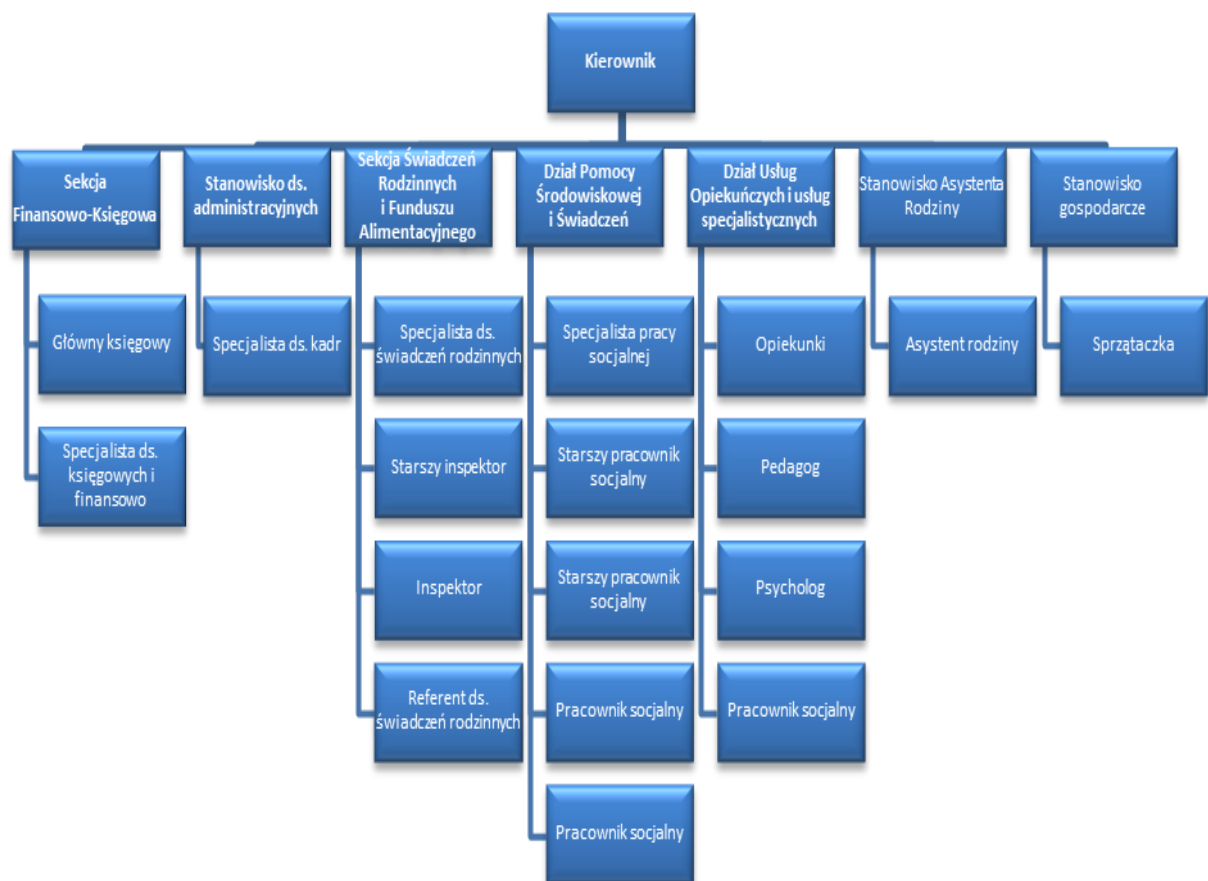 Kierownik
Sekcja
Finansowo-Księgowa
Stanowisko ds.
administracyjnych
Sekcja Świadczeń
Rodzinnych
i Funduszu
Alimentacyjnego
Dział Pomocy
Środowiskowej
i Świadczeń
Dział Usług
Opiekuńczych i usług
specjalistycznych
Stanowisko Asystenta
Rodziny
Stanowisko
gospodarcze
Główny księgowy
Specjalista ds.
księgowych i
finansowo
Specjalista ds. kadr
Specjalista ds.
świadczeń rodzinnych
Starszy inspektor
Inspektor
Referent ds.
świadczeń rodzinnych
Specjalista pracy
socjalnej
Starszy pracownik
socjalny
Starszy pracownik
socjalny
Pracownik socjalny
Pracownik socjalny
Opiekunki
Pedagog
Psycholog
Pracownik socjalny
Asystent rodziny
Sprzątaczka